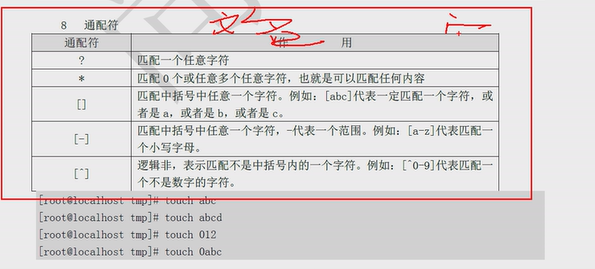 8 通配符
通配符 作 用
? 匹配一个任意字符
* 匹配 0 个或任意多个任意字符，也就是可以匹配任何内容
[] 匹配中括号中任意一个字符。例如：[abc]代表一定匹配一个字符，或
者是 a，或者是 b，或者是 c。
[-] 匹配中括号中任意一个字符，-代表一个范围。例如：[a-z]代表匹配一
个小写字母。
[^] 逻辑非，表示匹配不是中括号内的一个字符。例如：[^0-9]代表匹配一
个不是数字的字符。
[root@localhost tmp]# touch abc
[root@localhost tmp]# touch abcd
[root@localhost tmp]# touch 012
[root@localhost tmp]# touch 0abc